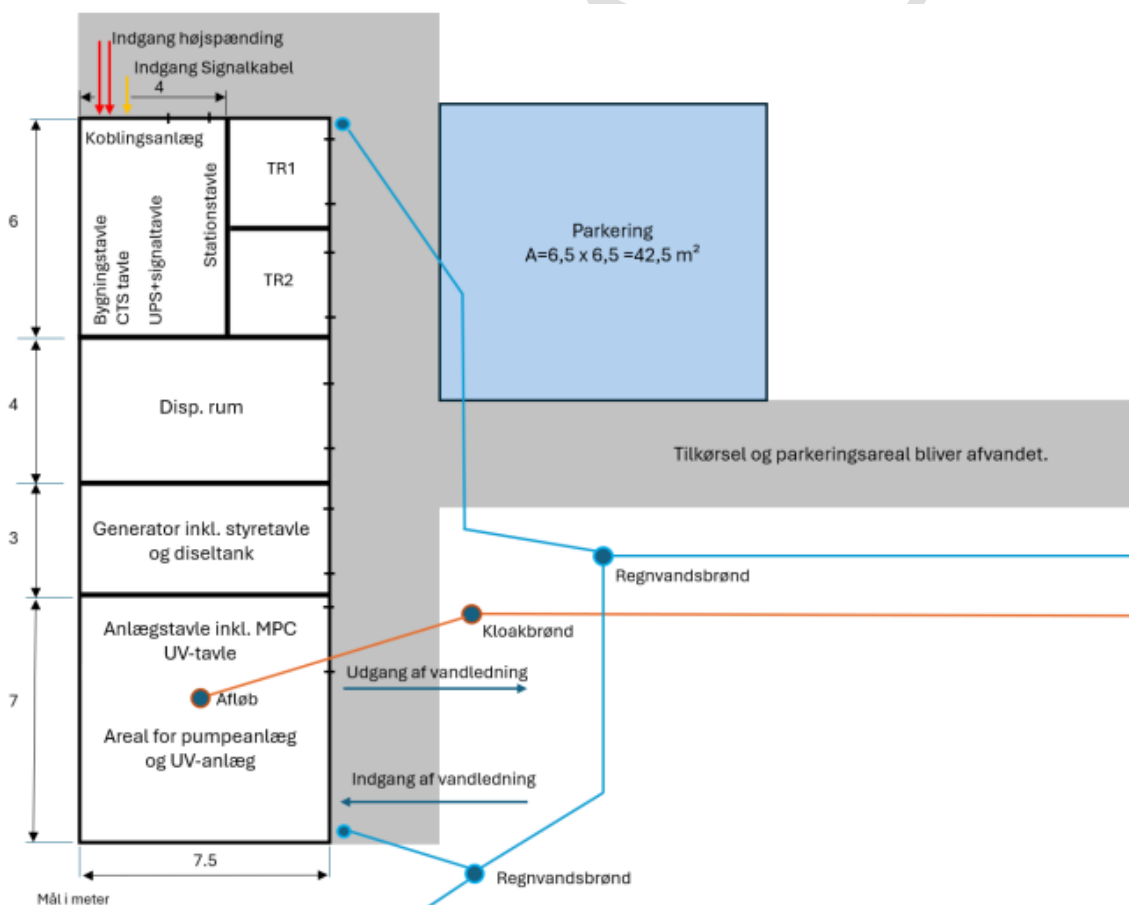 Indgang højspænding
Indgang Signalkabel
4
Koblingsanlæg
Bygningstavle
CTS tavle
UPS+signaltavle
Stationstavle
TR1
TR2
6
Parkering
A=6,5 x 6,5 =42,5 m²
Disp. rum
4
Tilkørsel og parkeringsareal bliver afvandet.
Generator inkl. styretavle
og diseltank
3
Regnvandsbrønd
Kloakbrønd
Anlægstavle inkl. MPC
UV-tavle
Udgang af vandledning
Afløb
7
Areal for pumpeanlæg
og UV-anlæg
Indgang af vandledning
7.5
Regnvandsbrønd
Mål i meter